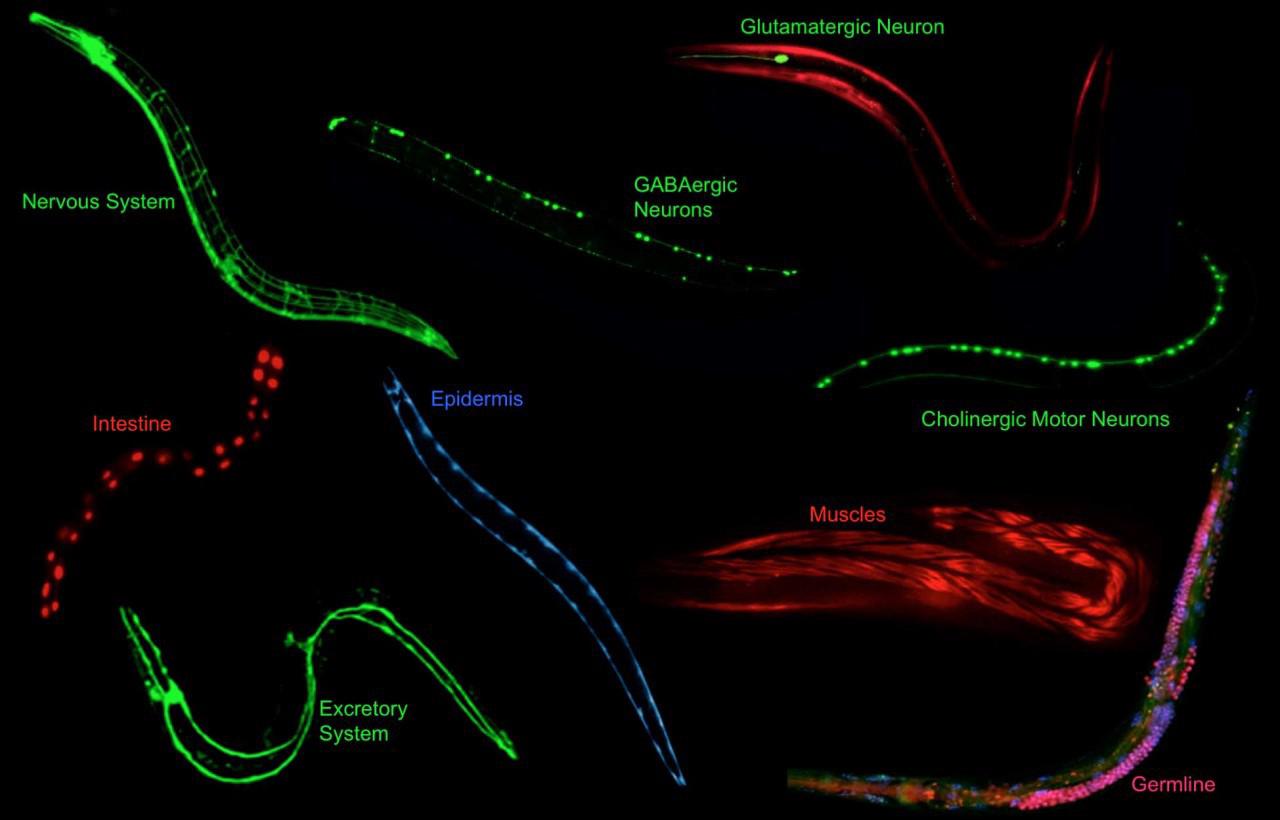 Glutamatergic Neuron
GABAergic
Neurons
Nervous System
Epidermis
Intestine
Cholinergic Motor Neurons
Muscles
Excretory
System
Germline